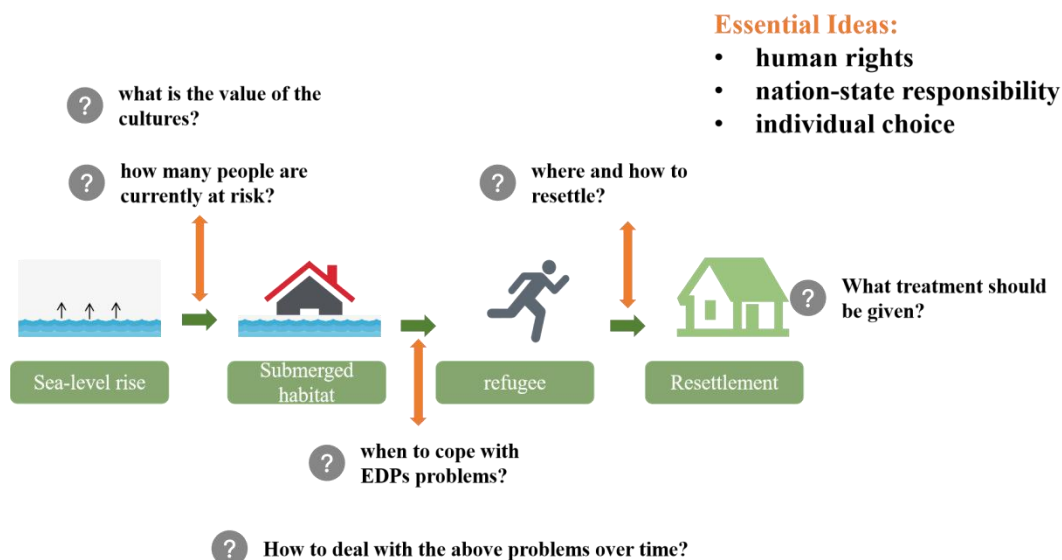 Essential Ideas:
• human rights
• nation-state responsibility
• individual choice
? what is the value of the
cultures?
? how many people are
currently at risk?
? where and how to
resettle?
? What treatment should
be given?
Sea-level rise
Submerged
habitat
refugee
Resettlement
? when to cope with
EDPs problems?
? How to deal with the above problems over time?